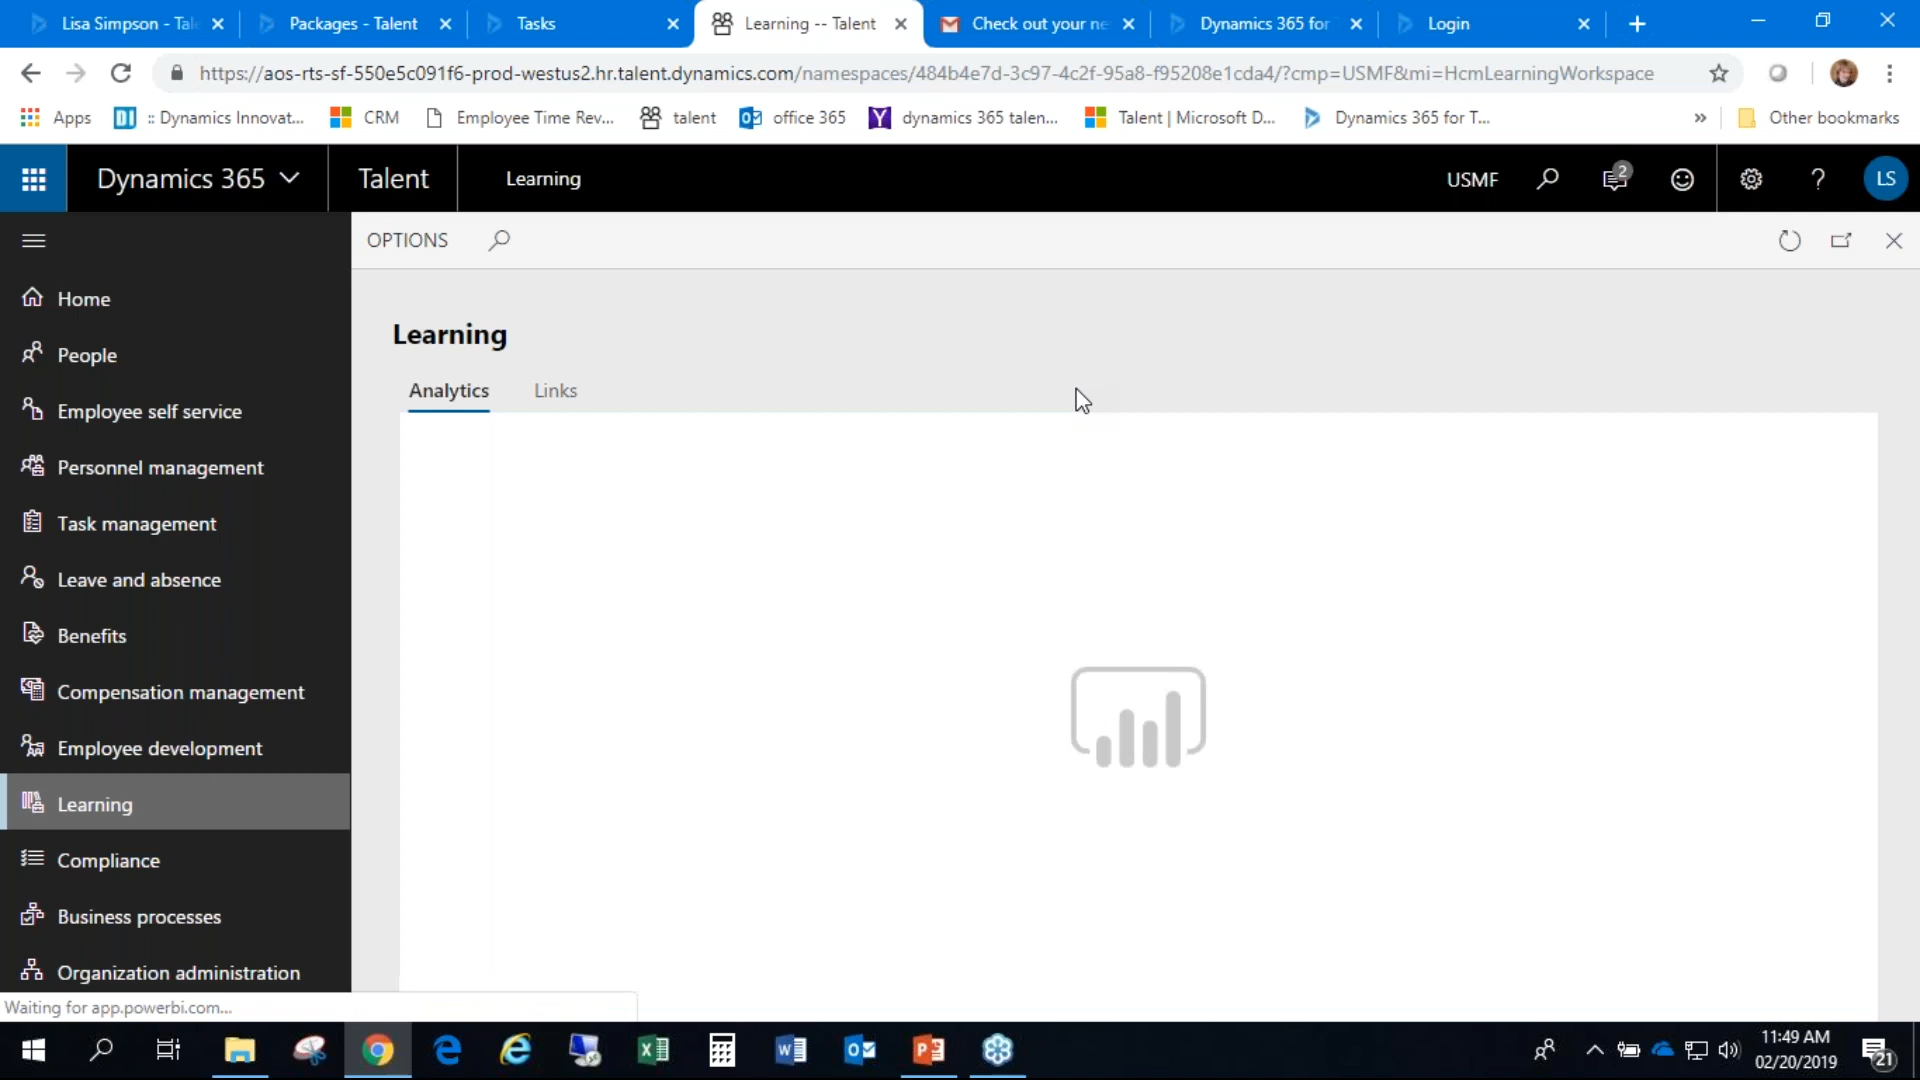 Lisa Simpson - Tal
Packages - Talent
Tasks
Learning -- Talent
Check out your ne
Dynamics 365 for
Login
https://aos-rts-sf-550e5c091f6-prod-westus2.hr.talent.dynamics.com/namespaces/484b4e7d-3c97-4c2f-95a8-f95208e1cda4/?cmp=USMF&mi=HcmLearningWorkspace
Apps
:: Dynamics Innovat...
CRM
Employee Time Rev...
talent
office 365
dynamics 365 talen...
Talent | Microsoft D...
Dynamics 365 for T...
Other bookmarks
Dynamics 365
Talent
Learning
USMF
2
LS
OPTIONS
Home
People
Employee self service
Personnel management
Task management
Leave and absence
Benefits
Compensation management
Employee development
Learning
Compliance
Business processes
Organization administration
Learning
Analytics
Links
Waiting for app.powerbi.com...
11:49 AM
02/20/2019
21